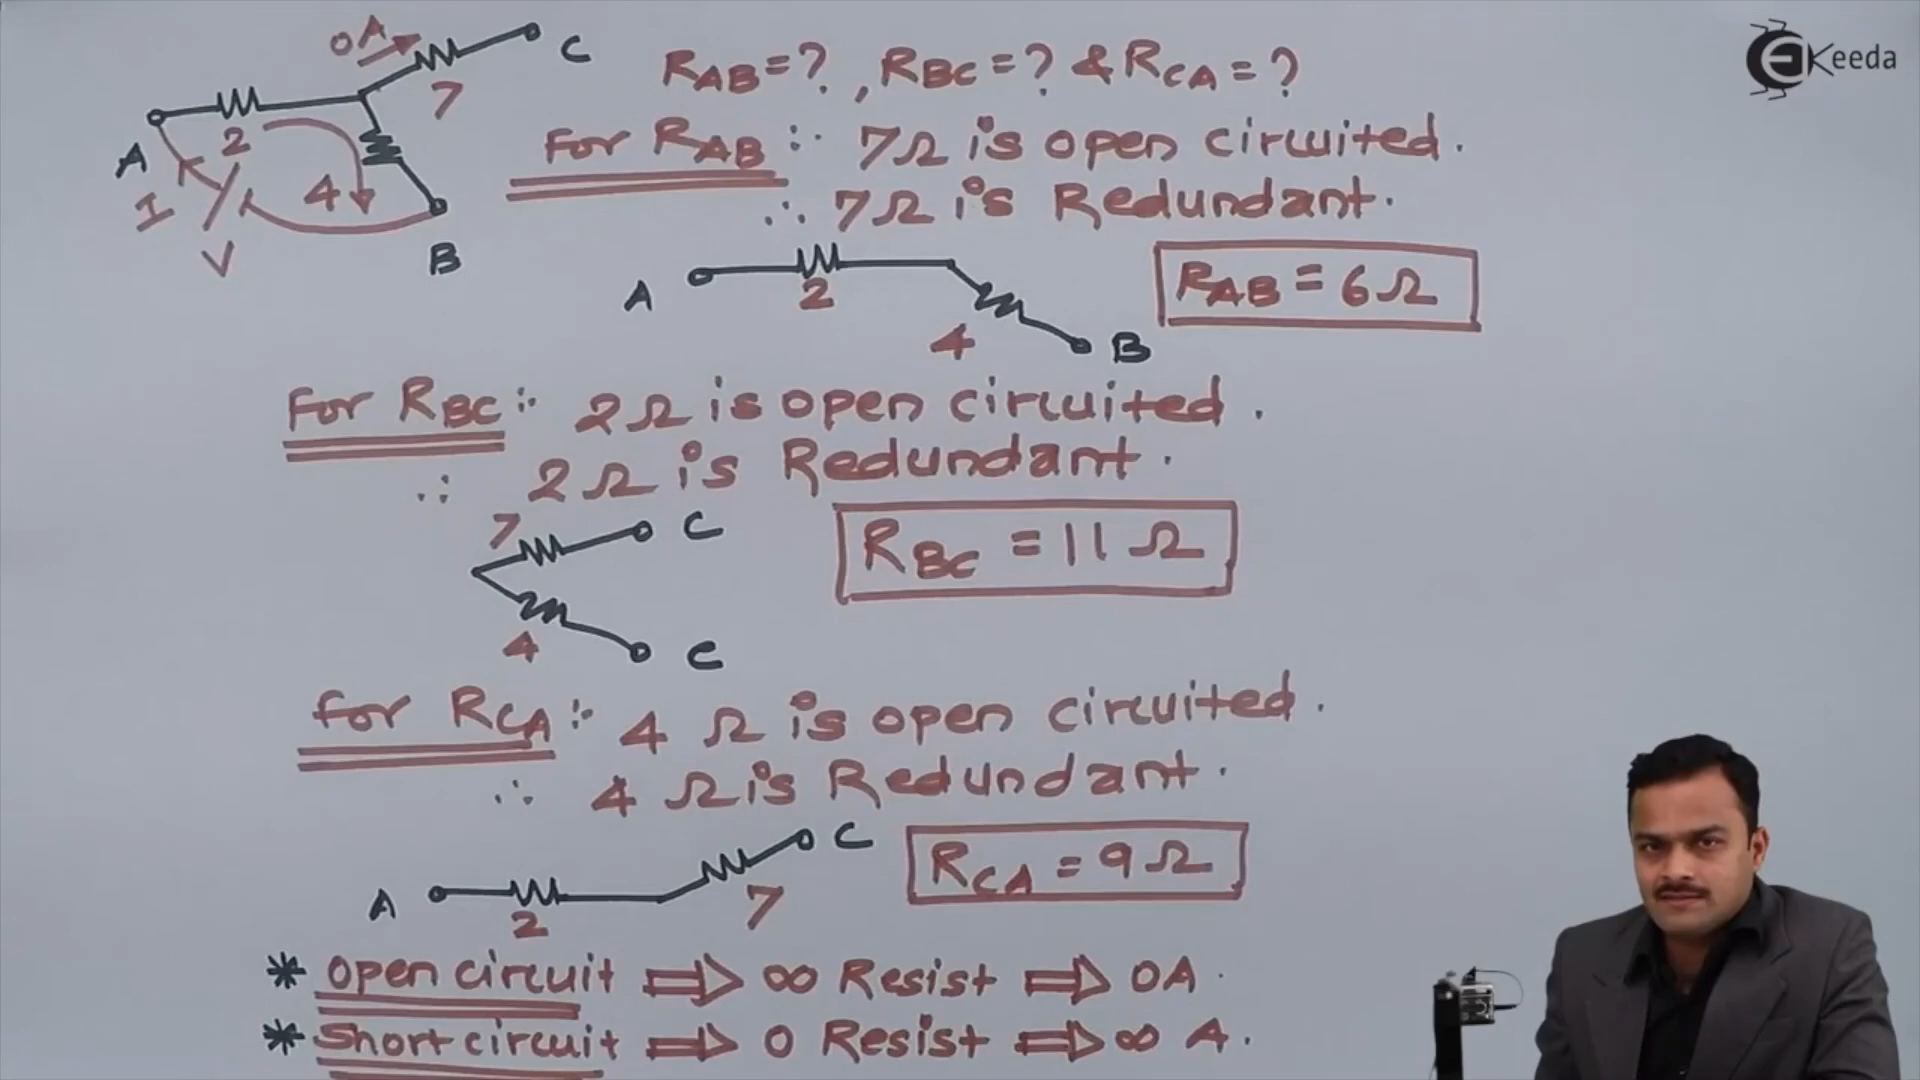 0A
C
RAB=?, RBC=? & RCA=?
Keeda
7
A
2
4
I
V
B
For RAB :- 7Ω is open circuited.
∴ 7Ω is Redundant.
A
2
4
B
RAB = 6Ω
For RBC :- 2Ω is open circuited.
∴ 2Ω is Redundant.
7
C
4
C
RBC = 11 Ω
For RCA :- 4 Ω is open circuited.
∴ 4 Ω is Redundant.
A
2
7
C
RCA = 9Ω
* Open circuit ⇒ ∞ Resist ⇒ 0A.
* Short circuit ⇒ 0 Resist ⇒ ∞ A.